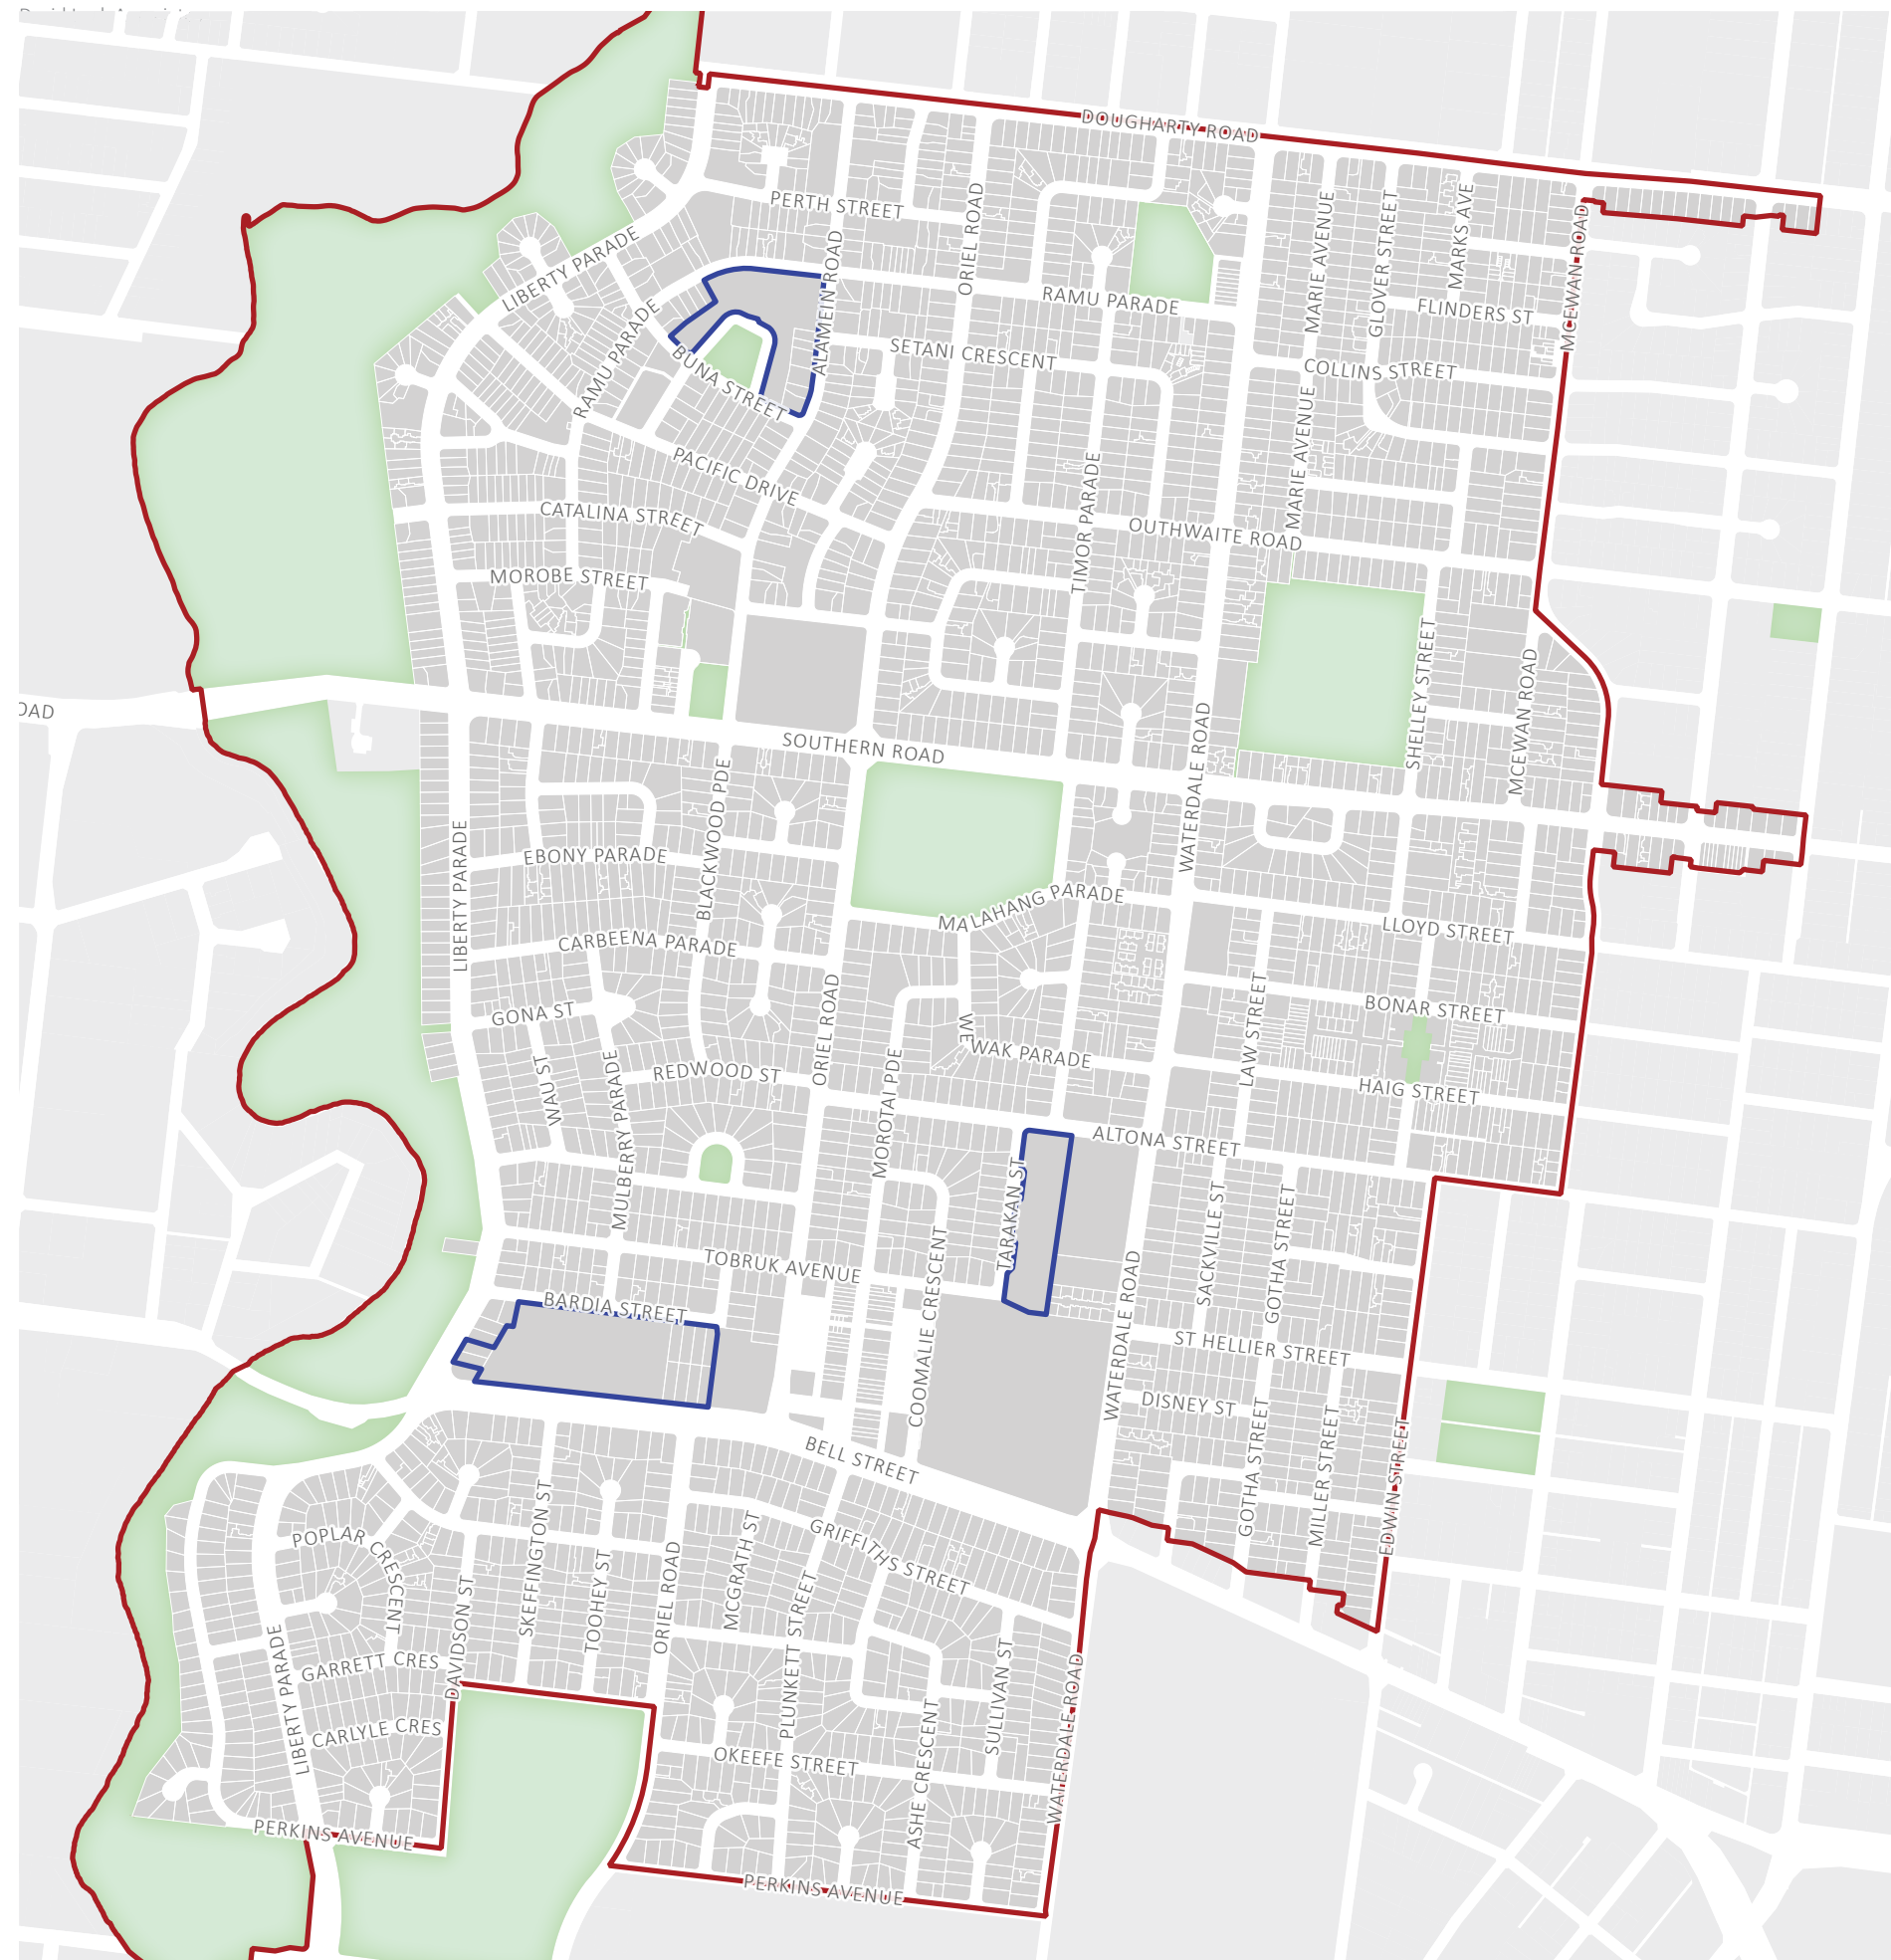 DOUGHARTY ROAD
PERTH STREET
ORIEL ROAD
MARIE AVENUE
GLOVER STREET
MARKS AVE
MCEWAN ROAD
LIBERTY PARADE
ALAMEIN ROAD
RAMU PARADE
FLINDERS ST
RAMU PARADE
BUNA STREET
SETANI CRESCENT
COLLINS STREET
MARIE AVENUE
PACIFIC DRIVE
TIMOR PARADE
CATALINA STREET
OUTHWAITE ROAD
MOROBE STREET
SHELLEY STREET
MCEWAN ROAD
OAD
SOUTHERN ROAD
WATERDALE ROAD
BLACKWOOD PDE
LIBERTY PARADE
EBONY PARADE
MALAHANG PARADE
LLOYD STREET
CARBEENA PARADE
ORIEL ROAD
LAW STREET
BONAR STREET
GONA ST
WEWAK PARADE
WAU ST
MULBERRY PARADE
REDWOOD ST
MOROTAI PDE
HAIG STREET
ALTONA STREET
TARAKAN ST
SACKVILLE ST
GOTHA STREET
TOBRUK AVENUE
COOMALIE CRESCENT
WATERDALE ROAD
BARDIA STREET
ST HELLIER STREET
DISNEY ST
BELL STREET
GOTHA STREET
MILLER STREET
EDWIN STREET
POPLAR CRESCENT
SKEFFINGTON ST
TOOHEY ST
ORIEL ROAD
MCGRATH ST
GRIFFITHS STREET
DAVIDSON ST
PLUNKETT STREET
LIBERTY PARADE
GARRETT CRES
SULLIVAN ST
WATERDALE ROAD
CARLYLE CRES
OKEEFE STREET
ASHE CRESCENT
PERKINS AVENUE
PERKINS AVENUE